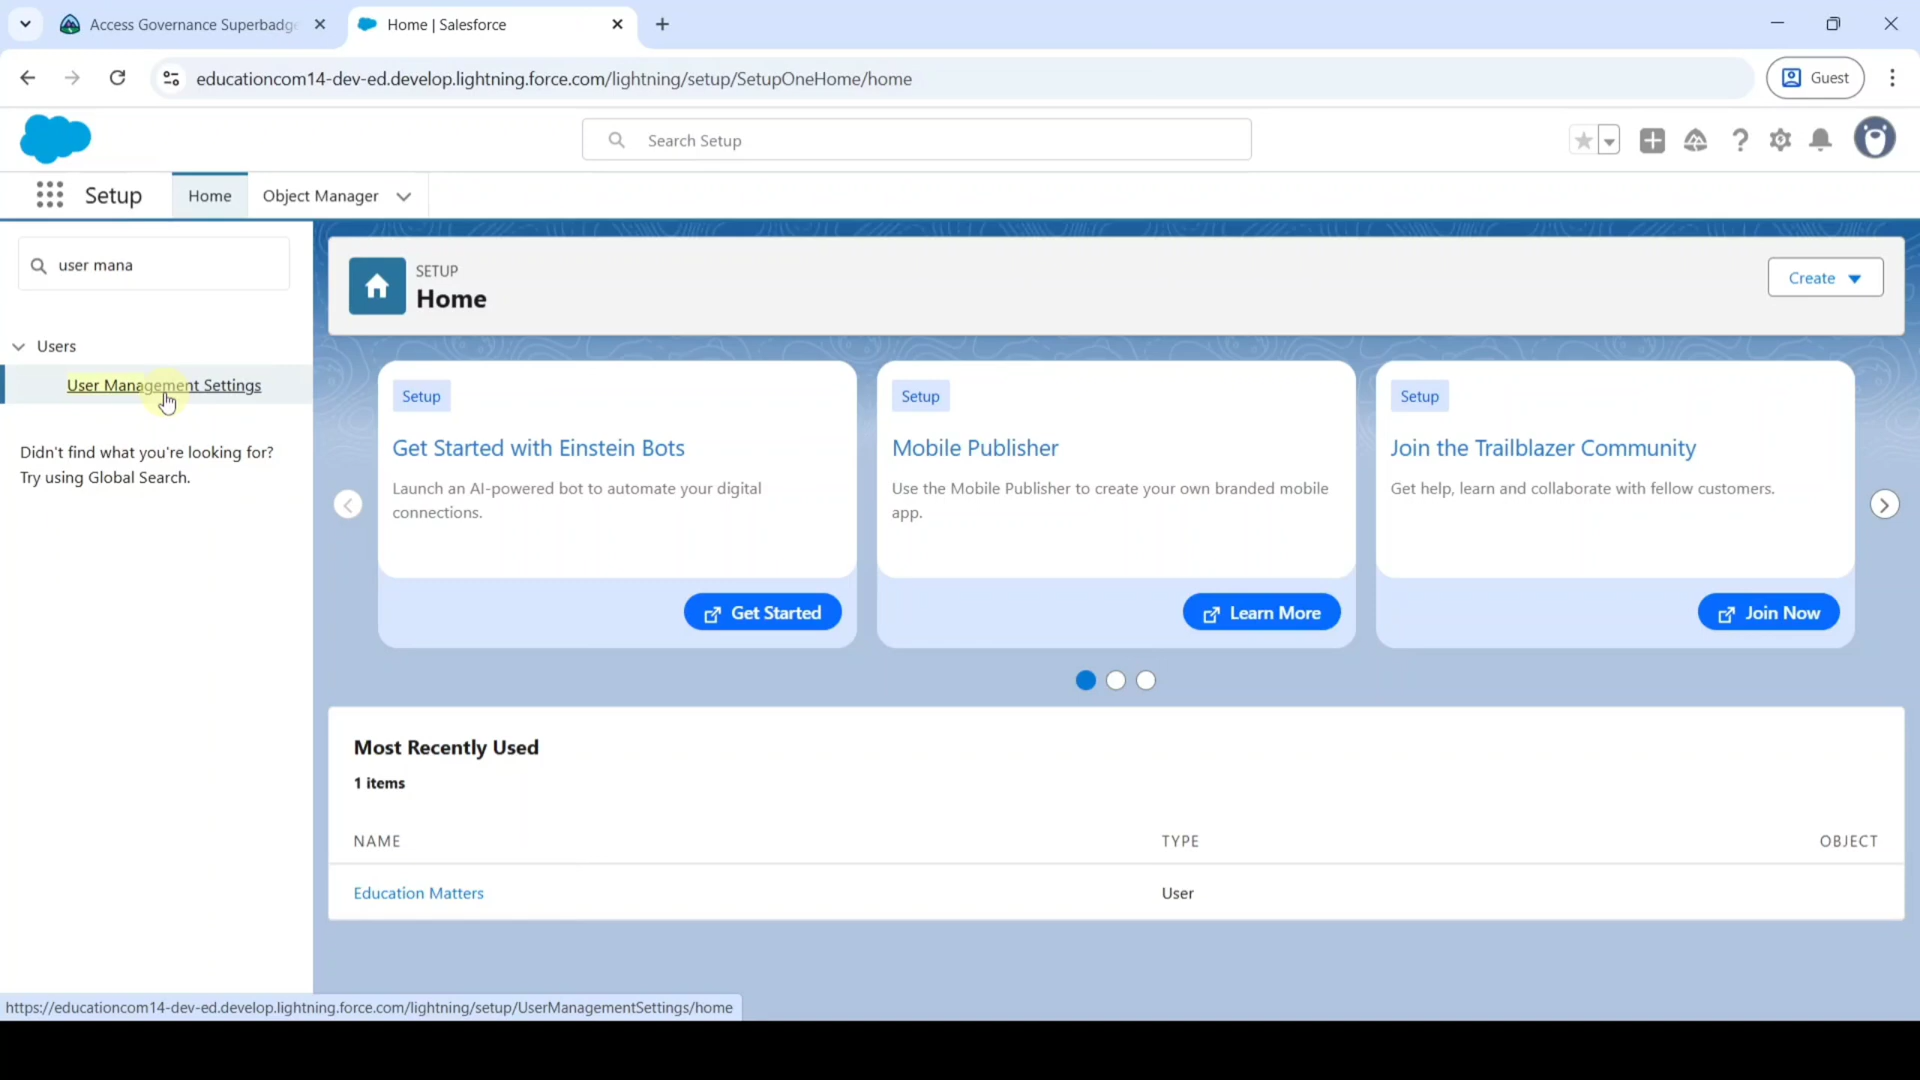 Access Governance Superbadge
Home | Salesforce
educationcom14-dev-ed.develop.lightning.force.com/lightning/setup/SetupOneHome/home
Guest
Search Setup
Setup
Home
Object Manager
user mana
Users
User Management Settings
Didn't find what you're looking for?
Try using Global Search.
SETUP
Home
Create
Setup
Get Started with Einstein Bots
Launch an AI-powered bot to automate your digital
connections.
Get Started
Setup
Mobile Publisher
Use the Mobile Publisher to create your own branded mobile
app.
Learn More
Setup
Join the Trailblazer Community
Get help, learn and collaborate with fellow customers.
Join Now
Most Recently Used
1 items
NAME TYPE OBJECT
Education Matters User
https://educationcom14-dev-ed.develop.lightning.force.com/lightning/setup/UserManagementSettings/home